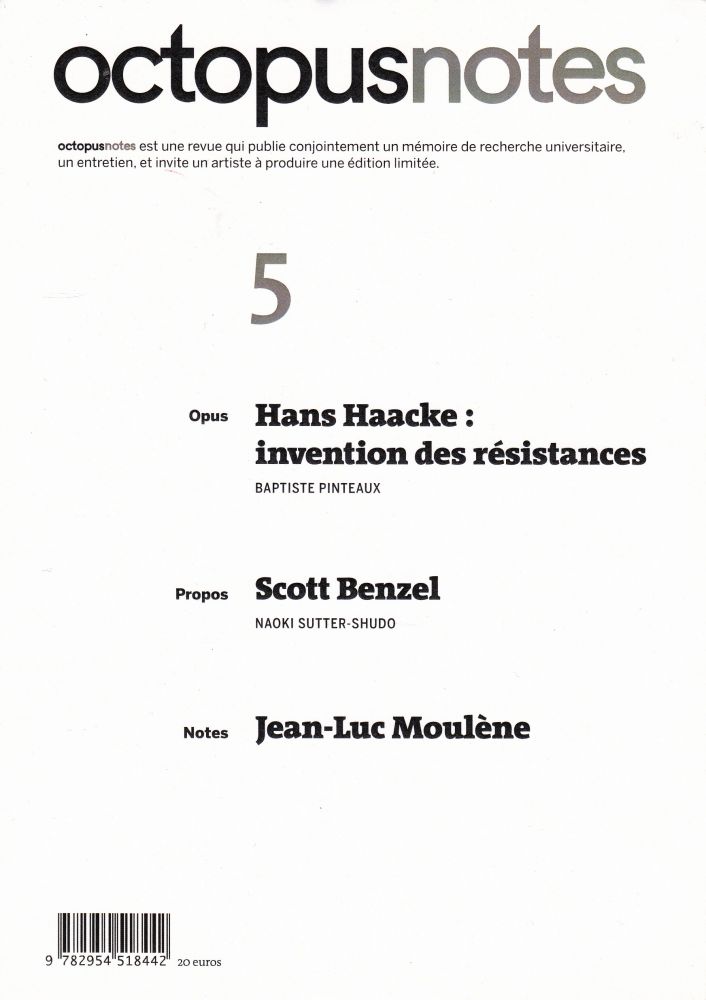 octopusnotes
octopusnotes est une revue qui publie conjointement un mémoire de recherche universitaire,
un entretien, et invite un artiste à produire une édition limitée.
5
Opus Hans Haacke :
invention des résistances
BAPTISTE PINTEAUX
Propos Scott Benzel
NAOKI SUTTER-SHUDO
Notes Jean-Luc Moulène
9 782954 518442 20 euros